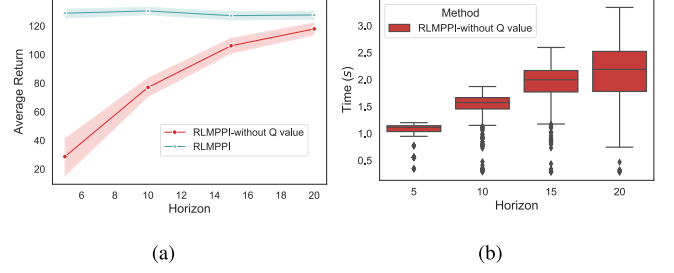 Average Return
120
100
80
60
40
20
6
8
10
12
14
16
18
20
Horizon
RLMPPI-without Q value
RLMPPI
(a)
Time (s)
3,0
2,5
2,0
1,5
1,0
0,5
5
10
15
20
Horizon
Method
RLMPPI-without Q value
(b)